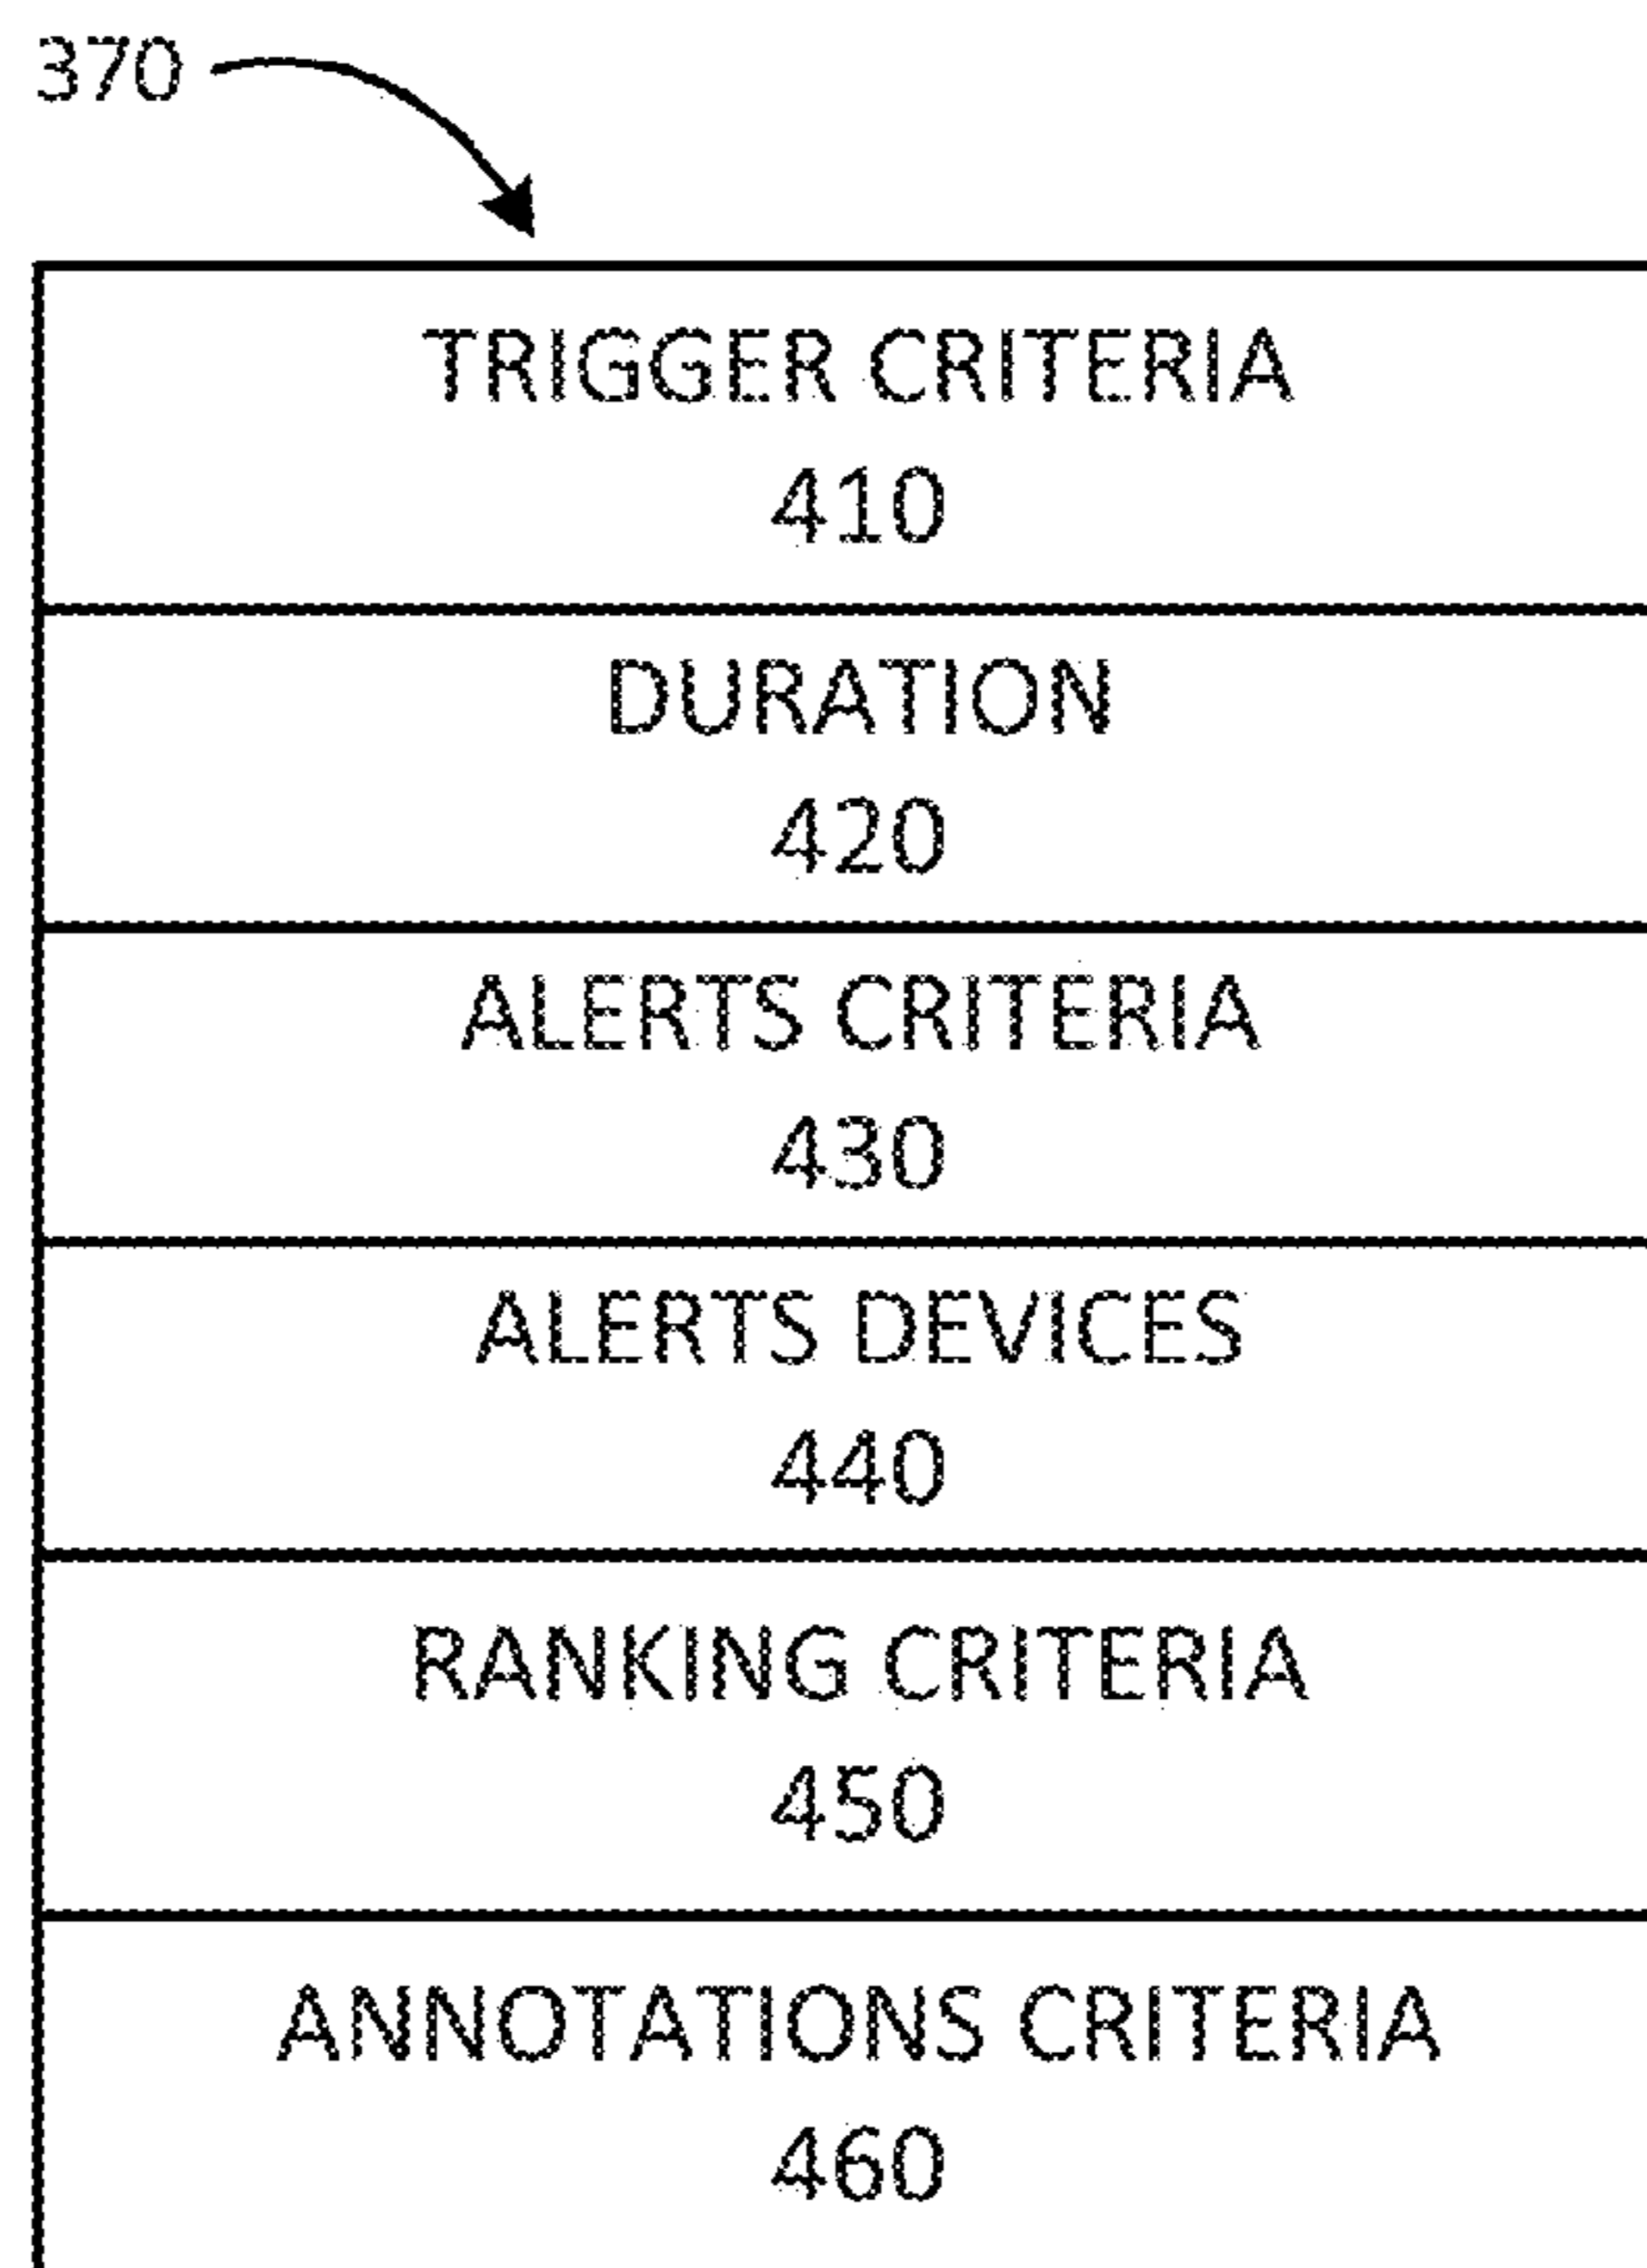 370
TRIGGER CRITERIA
410
DURATION
420
ALERTS CRITERIA
430
ALERTS DEVICES
440
RANKING CRITERIA
450
ANNOTATIONS CRITERIA
460